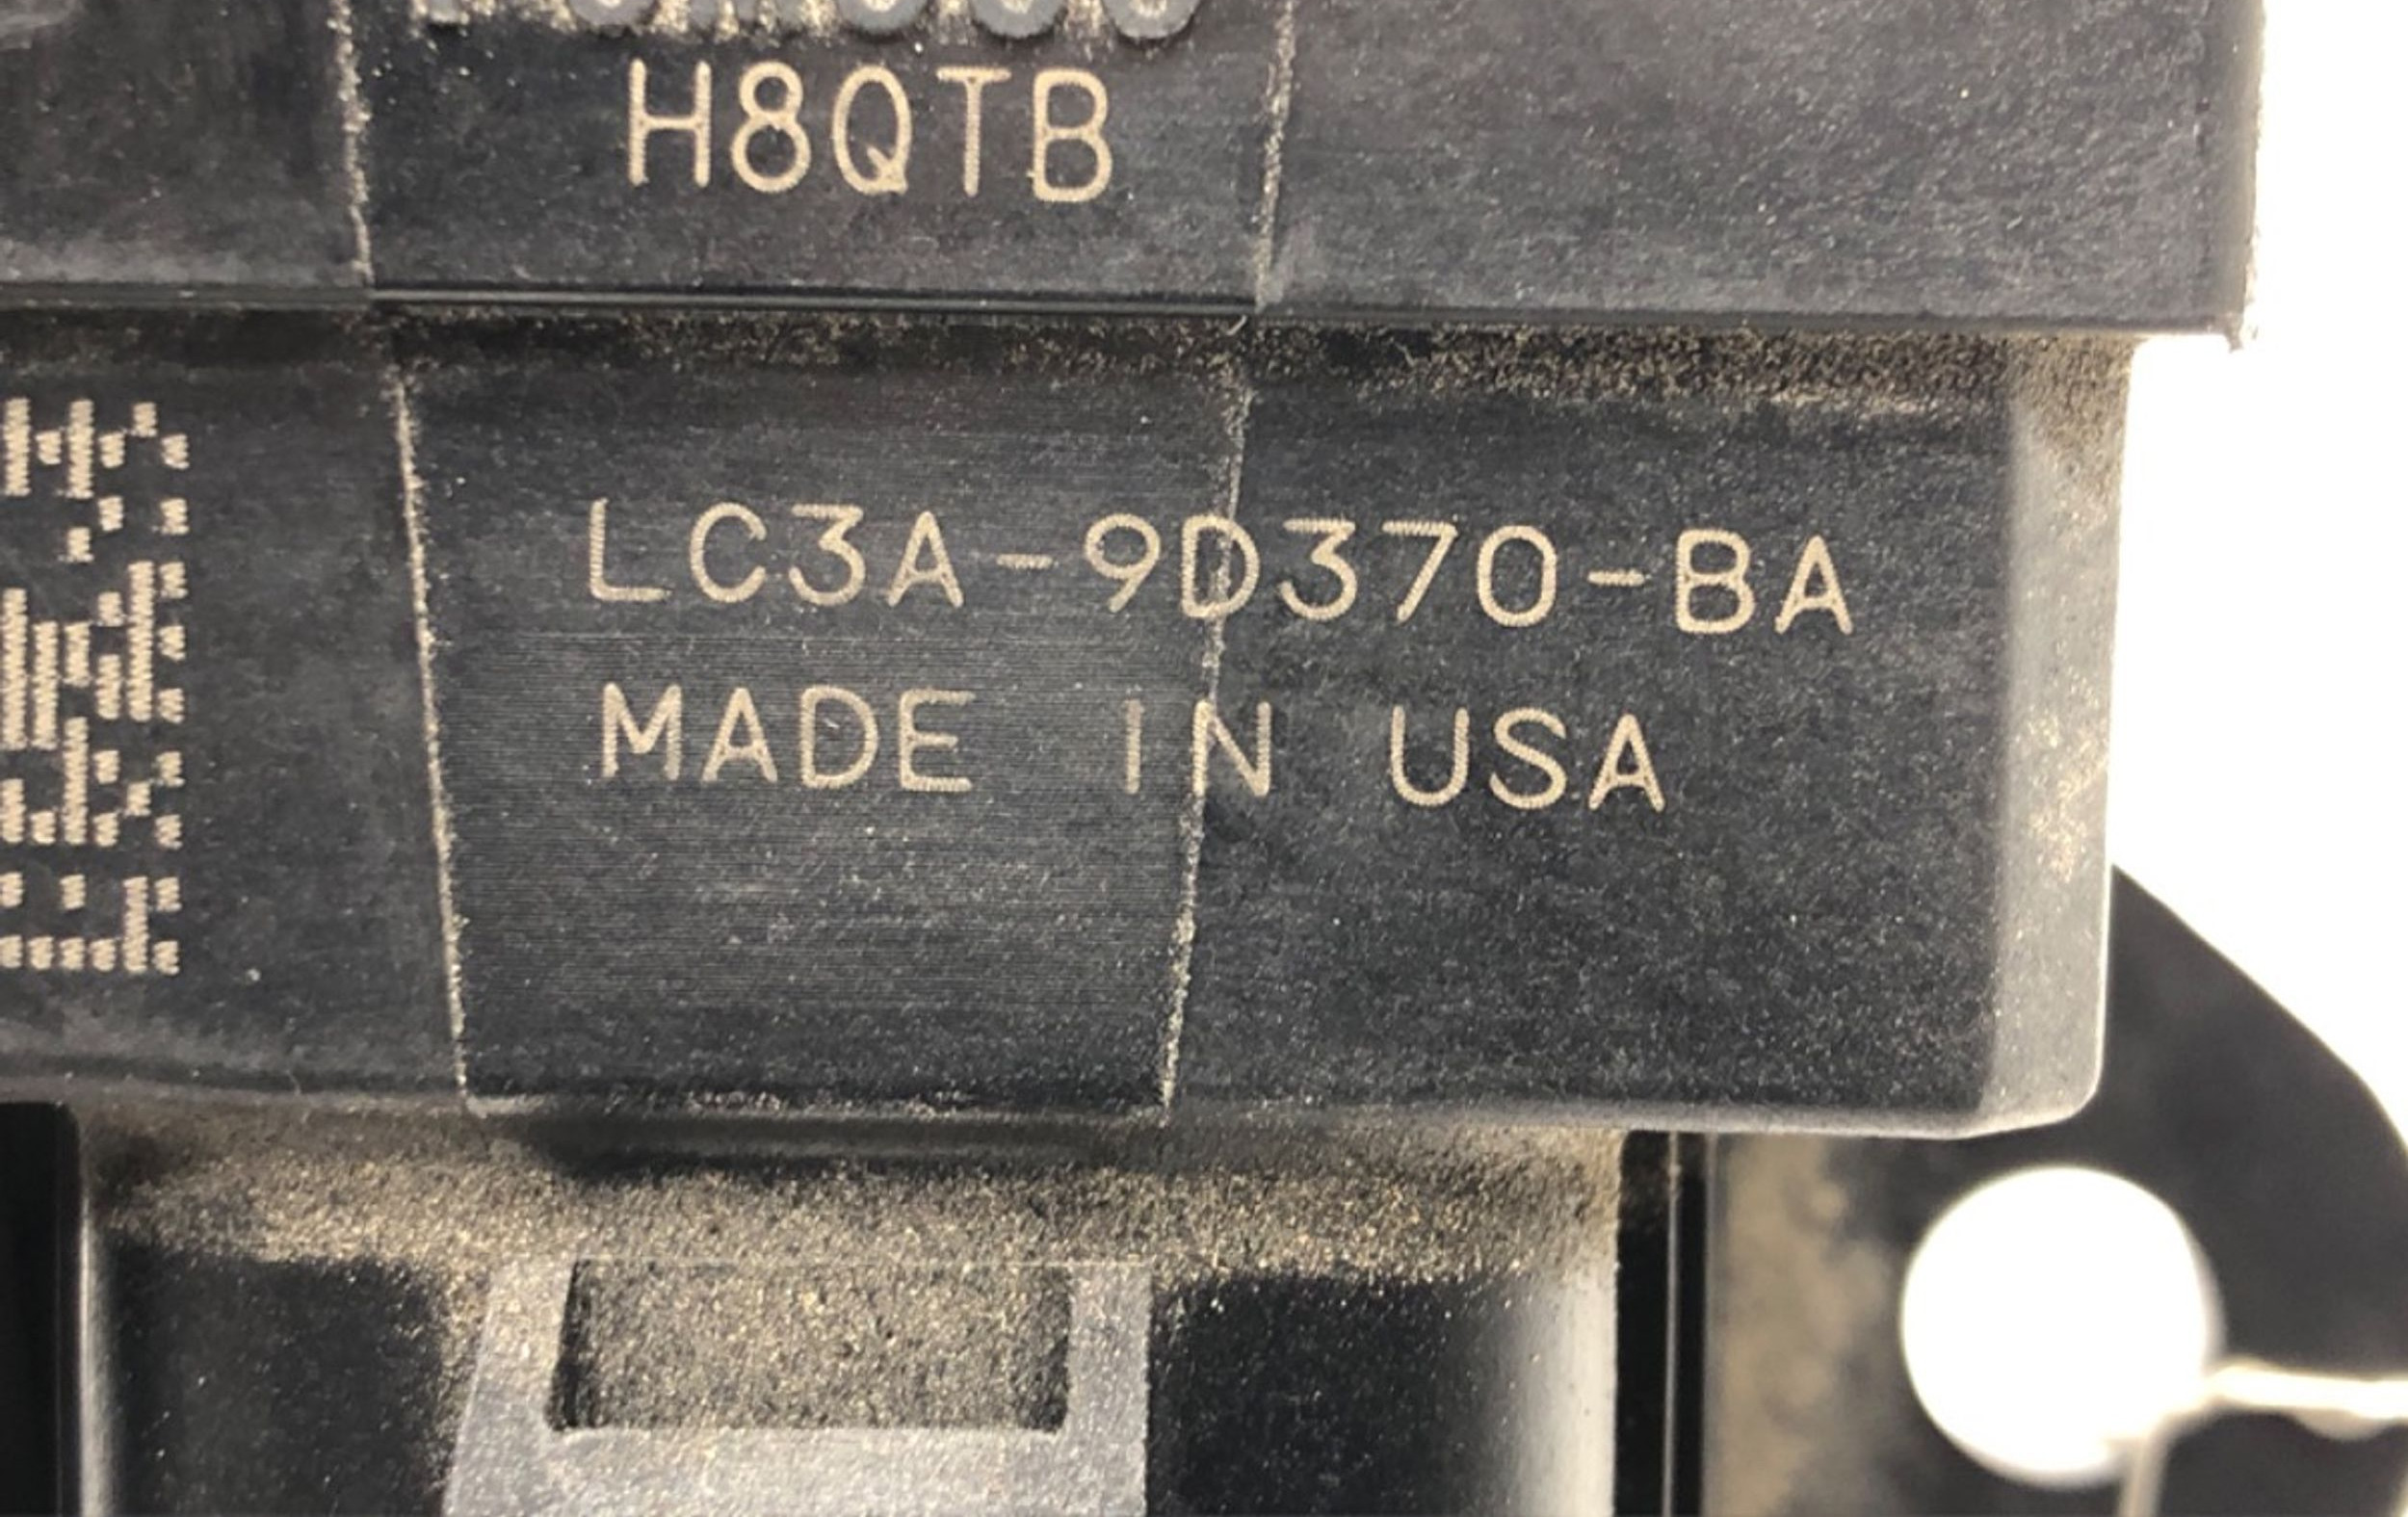 H8QTB
LC3A-9D370-BA
MADE IN USA